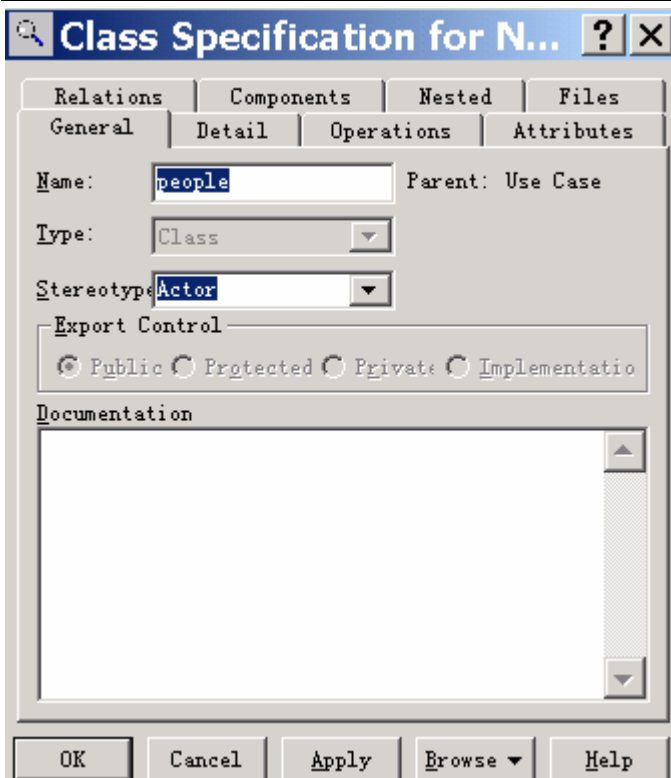 Class Specification for N...
Relations Components Nested Files
General Detail Operations Attributes
Name: people Parent: Use Case
Type: Class
Stereotype Actor
Export Control
Public Protected Private Implementatio
Documentation
OK Cancel Apply Browse Help